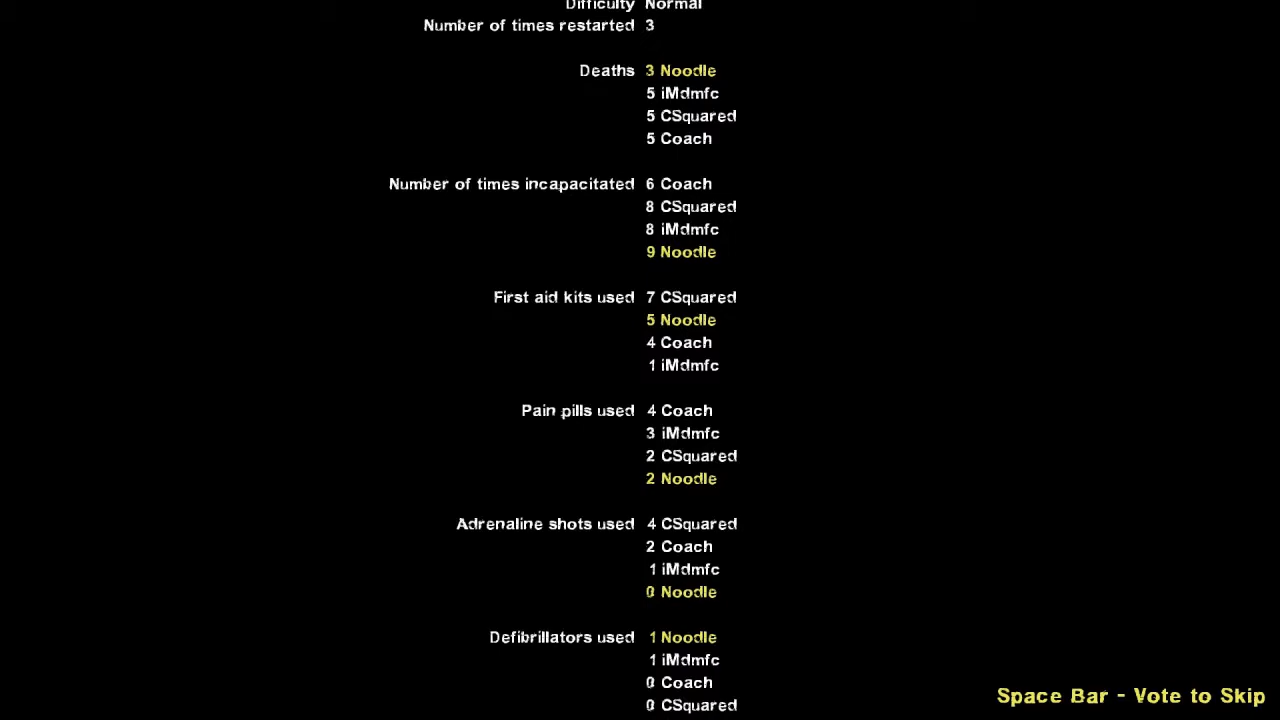 Difficulty Normal
Number of times restarted 3
Deaths 3 Noodle
5 iMdmfc
5 CSquared
5 Coach
Number of times incapacitated 6 Coach
8 CSquared
8 iMdmfc
9 Noodle
First aid kits used 7 CSquared
5 Noodle
4 Coach
1 iMdmfc
Pain pills used 4 Coach
3 iMdmfc
2 CSquared
2 Noodle
Adrenaline shots used 4 CSquared
2 Coach
1 iMdmfc
0 Noodle
Defibrillators used 1 Noodle
1 iMdmfc
0 Coach
0 CSquared
Space Bar - Vote to Skip